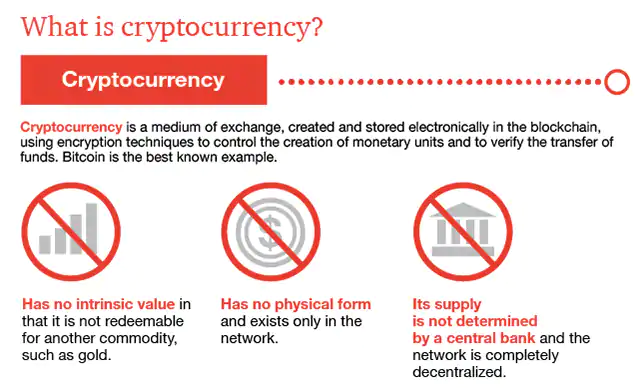 What is cryptocurrency?
Cryptocurrency
Cryptocurrency is a medium of exchange, created and stored electronically in the blockchain,
using encryption techniques to control the creation of monetary units and to verify the transfer of
funds. Bitcoin is the best known example.
Has no intrinsic value in
that it is not redeemable
for another commodity,
such as gold.
Has no physical form
and exists only in the
network.
Its supply
is not determined
by a central bank and the
network is completely
decentralized.